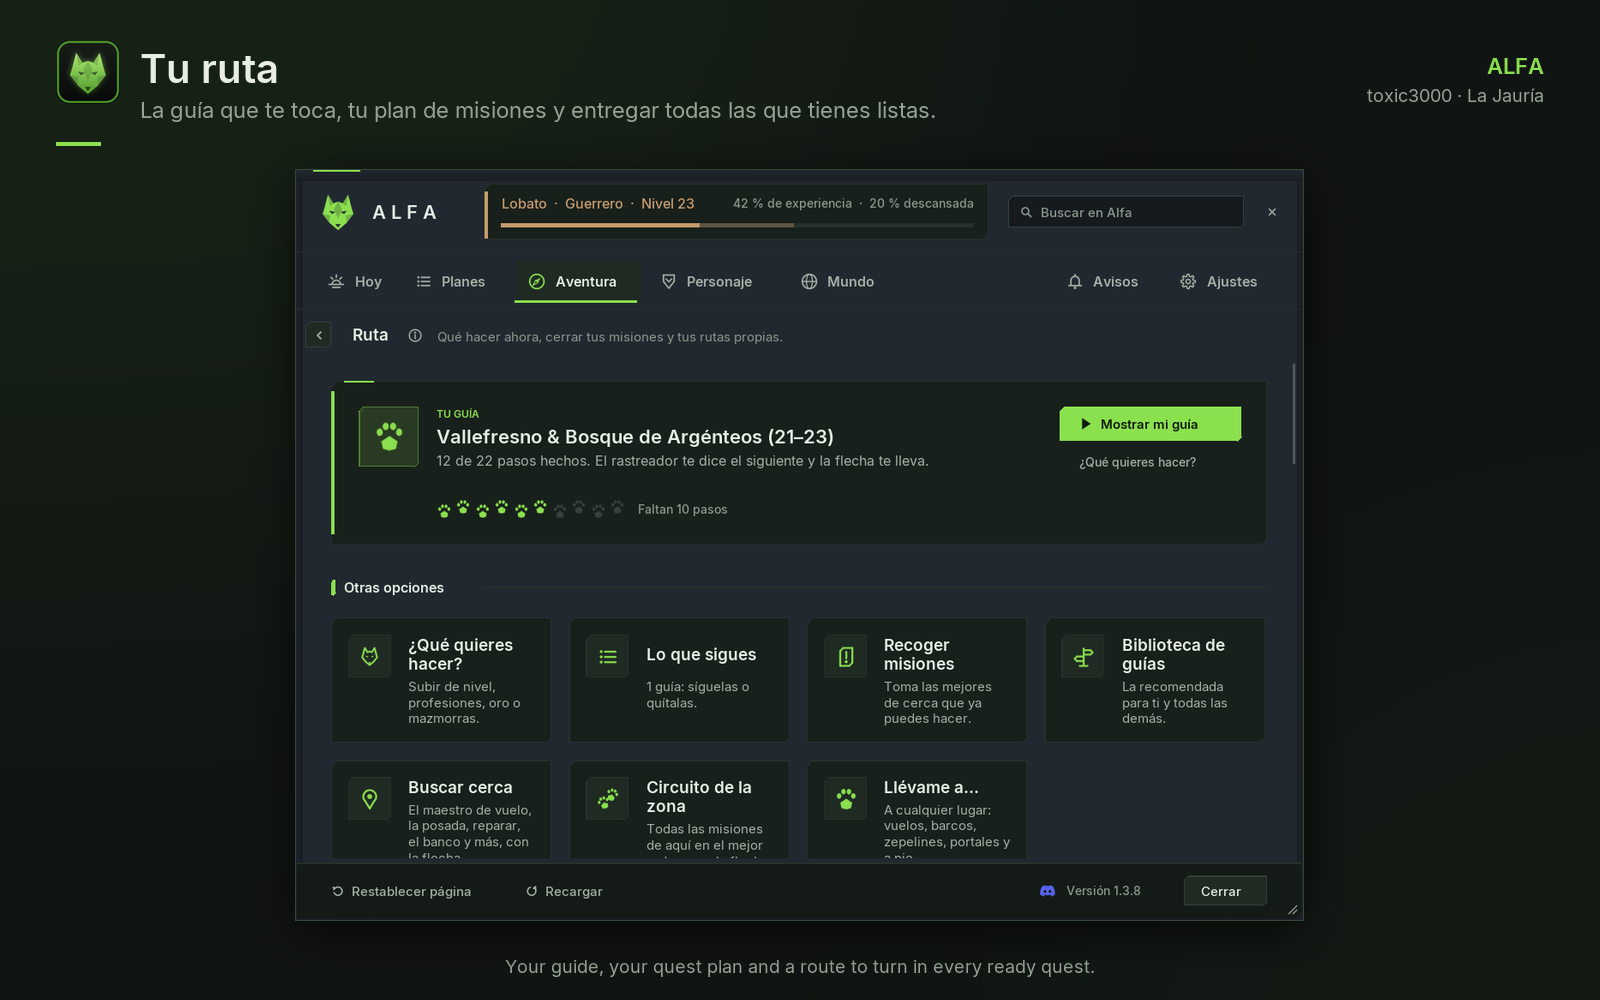 Tu ruta
La guía que te toca, tu plan de misiones y entregar todas las que tienes listas.
ALFA
toxic3000 · La Jauría
ALFA
Lobato · Guerrero · Nivel 23
42 % de experiencia · 20 % descansada
Buscar en Alfa
Hoy
Planes
Aventura
Personaje
Mundo
Avisos
Ajustes
Ruta
Qué hacer ahora, cerrar tus misiones y tus rutas propias.
TU GUÍA
Vallefresno & Bosque de Argénteos (21–23)
12 de 22 pasos hechos. El rastreador te dice el siguiente y la flecha te lleva.
Faltan 10 pasos
Mostrar mi guía
¿Qué quieres hacer?
Otras opciones
¿Qué quieres
hacer?
Subir de nivel,
profesiones, oro o
mazmorras.
Lo que sigues
1 guía: síguelas o
quítalas.
Recoger
misiones
Toma las mejores
de cerca que ya
puedes hacer.
Biblioteca de
guías
La recomendada
para ti y todas las
demás.
Buscar cerca
El maestro de vuelo,
la posada, reparar,
el banco y más, con
la flecha
Circuito de la
zona
Todas las misiones
de aquí en el mejor
Llévame a...
A cualquier lugar:
vuelos, barcos,
zepelines, portales y
a pie
Restablecer página
Recargar
Versión 1.3.8
Cerrar
Your guide, your quest plan and a route to turn in every ready quest.